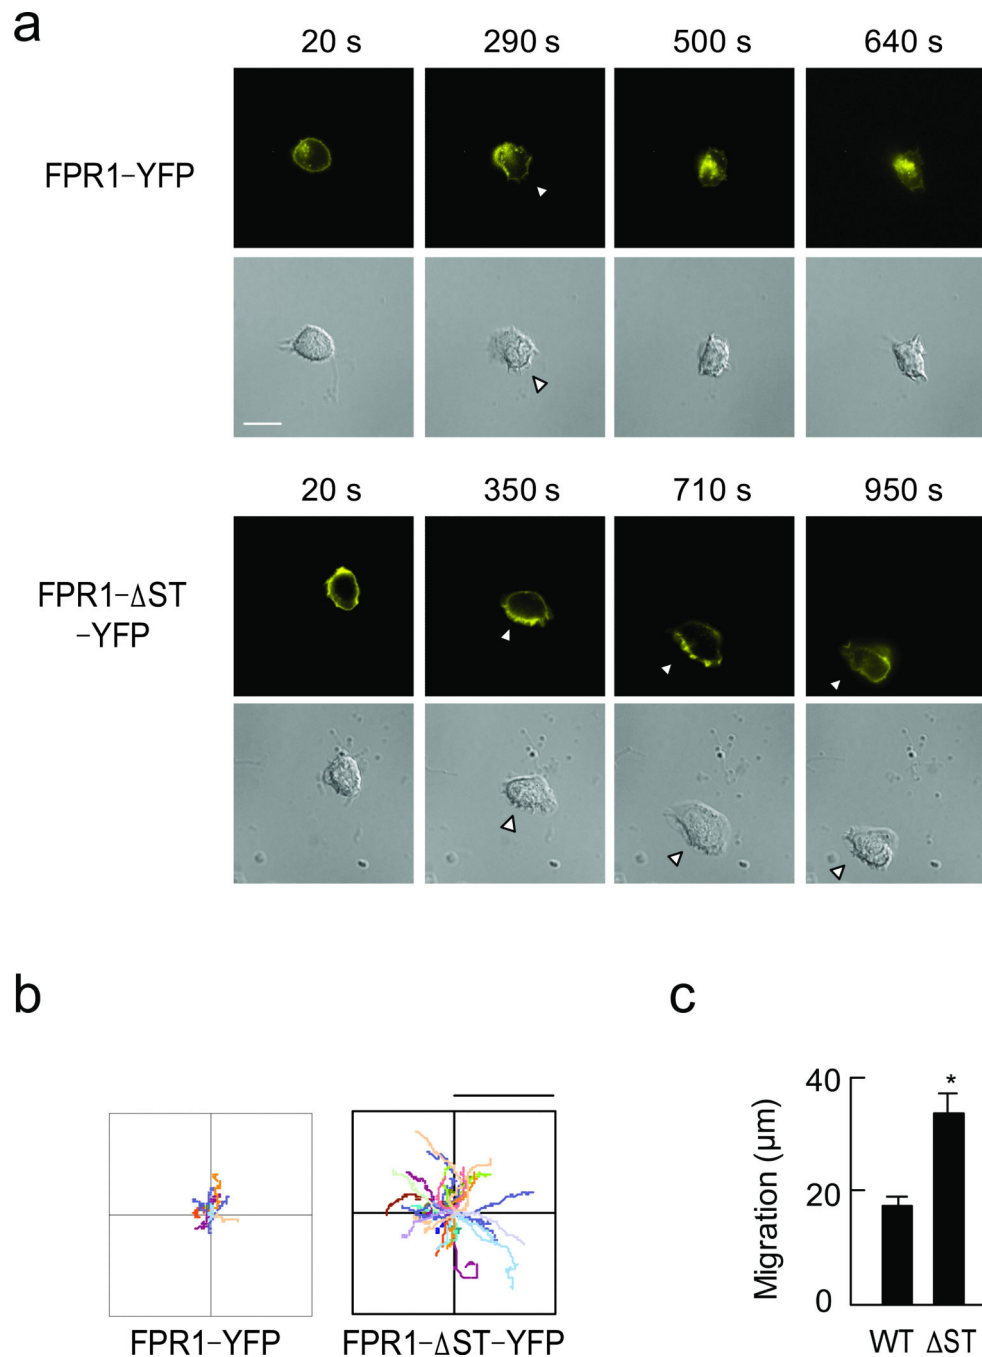 a
20 s 290 s 500 s 640 s
FPR1-YFP
20 s 350 s 710 s 950 s
FPR1-ΔST
-YFP
b
c
Migration (μm)
40
*
20
0
FPR1-YFP
FPR1-ΔST-YFP
WT ΔST